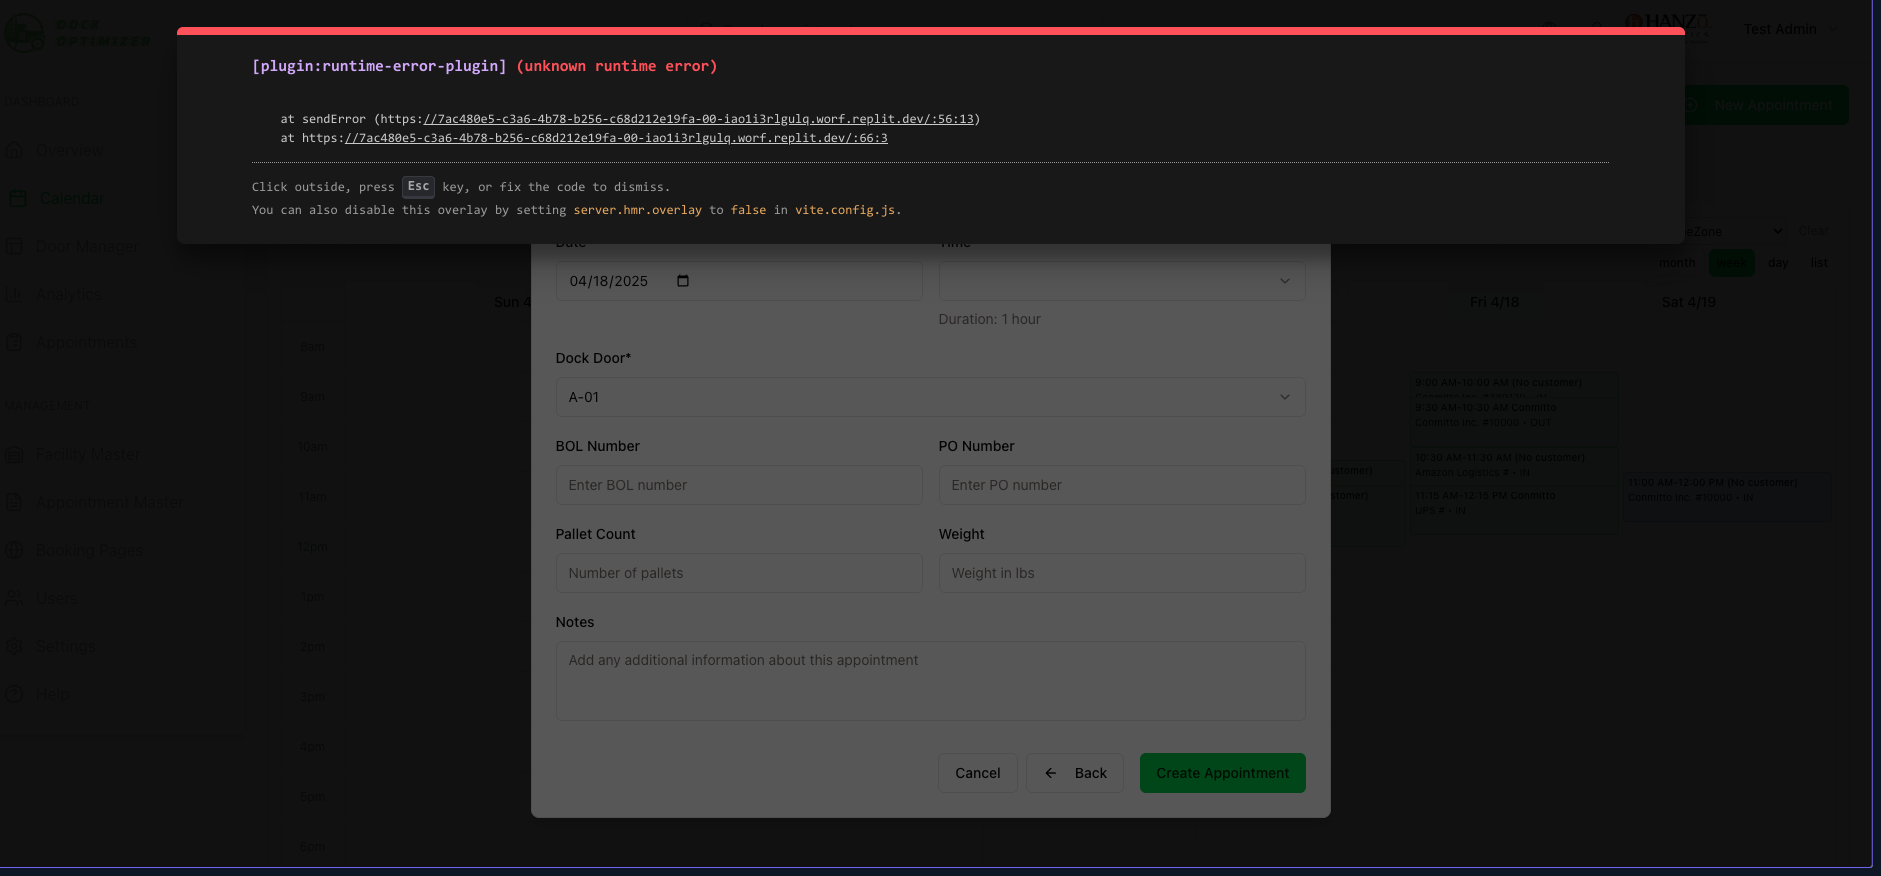 DOCK
OPTIMIZER
HANZO
Test Admin
[plugin:runtime-error-plugin] (unknown runtime error)
at sendError (https://7ac480e5-c3a6-4b78-b256-c68d212e19fa-00-iao1i3rlgulq.worf.replit.dev/:56:13)
at https://7ac480e5-c3a6-4b78-b256-c68d212e19fa-00-iao1i3rlgulq.worf.replit.dev/:66:3
Click outside, press Esc key, or fix the code to dismiss.
You can also disable this overlay by setting server.hmr.overlay to false in vite.config.js.
DASHBOARD
Overview
Calendar
Door Manager
Analytics
Appointments
MANAGEMENT
Facility Master
Appointment Master
Booking Pages
Users
Settings
Help
New Appointment
Clear
month
week
day
list
Sun 4
Fri 4/18
Sat 4/19
8am
9am
10am
11am
12pm
1pm
2pm
3pm
4pm
5pm
6pm
9:00 AM-10:00 AM (No customer)
9:30 AM-10:30 AM Conmitto
Conmitto Inc. #10000 • OUT
10:30 AM-11:30 AM (No customer)
Amazon Logistics # • IN
11:15 AM-12:15 PM Conmitto
UPS # • IN
11:00 AM-12:00 PM (No customer)
Conmitto Inc. #10000 • IN
Date
Time
04/18/2025
Duration: 1 hour
Dock Door*
A-01
BOL Number
PO Number
Enter BOL number
Enter PO number
Pallet Count
Weight
Number of pallets
Weight in lbs
Notes
Add any additional information about this appointment
Cancel
Back
Create Appointment